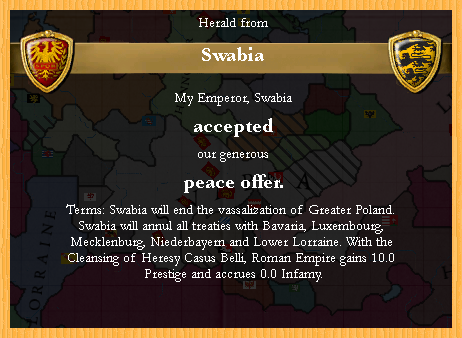 Herald from
Swabia
My Emperor, Swabia
accepted
our generous
peace offer.
Terms: Swabia will end the vassalization of Greater Poland.
Swabia will annul all treaties with Bavaria, Luxembourg,
Mecklenburg, Niederbayern and Lower Lorraine. With the
Cleansing of Heresy Casus Belli, Roman Empire gains 10.0
Prestige and accrues 0.0 Infamy.
LORRAINE